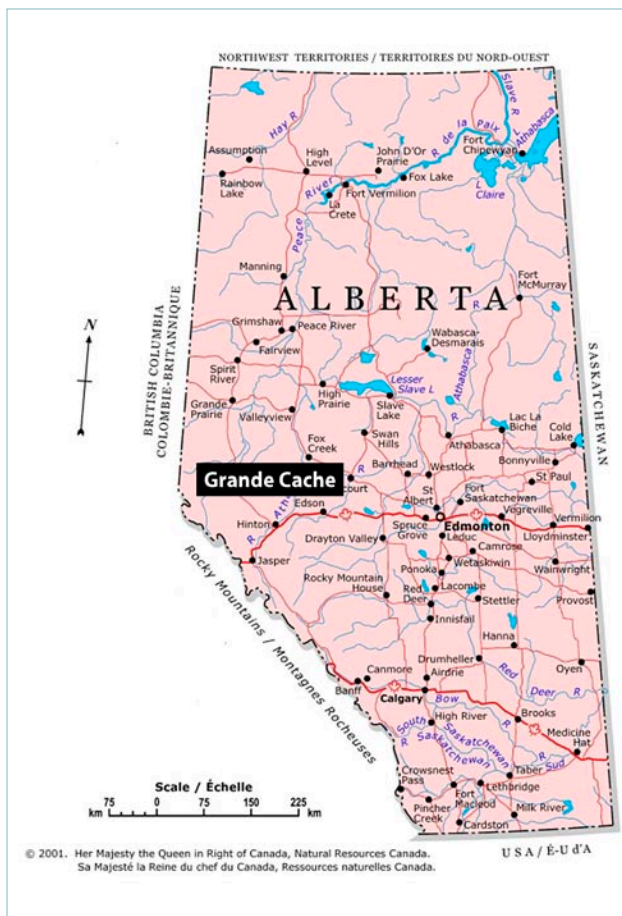 NORTHWEST TERRITORIES / TERRITOIRES DU NORD-OUEST
Hay R
Slave R
L Athabasca
R de la Paix
Fort Chipewyan
Assumption
High Level
John D'Or Prairie
Rainbow Lake
Fox Lake
Fort Vermilion
La Crete
L Claire
Peace River
Manning
Fort McMurray
ALBERTA
N
BRITISH COLUMBIA
COLOMBIE-BRITANNIQUE
SASKATCHEWAN
Grimshaw
Peace River
Fairview
Wabasca-Desmarais
Athabasca R
Spirit River
Grande Prairie
High Prairie
Lesser Slave L
Slave Lake
Valleyview
R
Lac La Biche
Cold Lake
Fox Creek
Swan Hills
Athabasca
Bonnyville
Barrhead
Westlock
St Paul
Grande Cache
court
R
Ath
St Albert
Fort Saskatchewan
Edson
Vegreville
Vermilion
Hinton
Spruce Grove
Edmonton
Lloydminster
R
Drayton Valley
Leduc
Camrose
Jasper
Wetaskiwin
Wainwright
Ponoka
Rocky Mountain House
Red Deer
Lacombe
Stettler
Provost
Innisfail
Hanna
Rocky Mountains / Montagnes Rocheuses
Drumheller
Oyen
Red Deer R
Canmore
Airdrie
Banff
Calgary
Bow R
High River
Brooks
South Saskatchewan R
Saskatchewan R Sud
Medicine Hat
Crowsnest Pass
Taber
Fort Macleod
Lethbridge
Pincher Creek
Milk River
Cardston
Scale / Échelle
75 0 75 150 225
km km
USA / É-U d'A
© 2001. Her Majesty the Queen in Right of Canada, Natural Resources Canada.
Sa Majesté la Reine du chef du Canada, Ressources naturelles Canada.